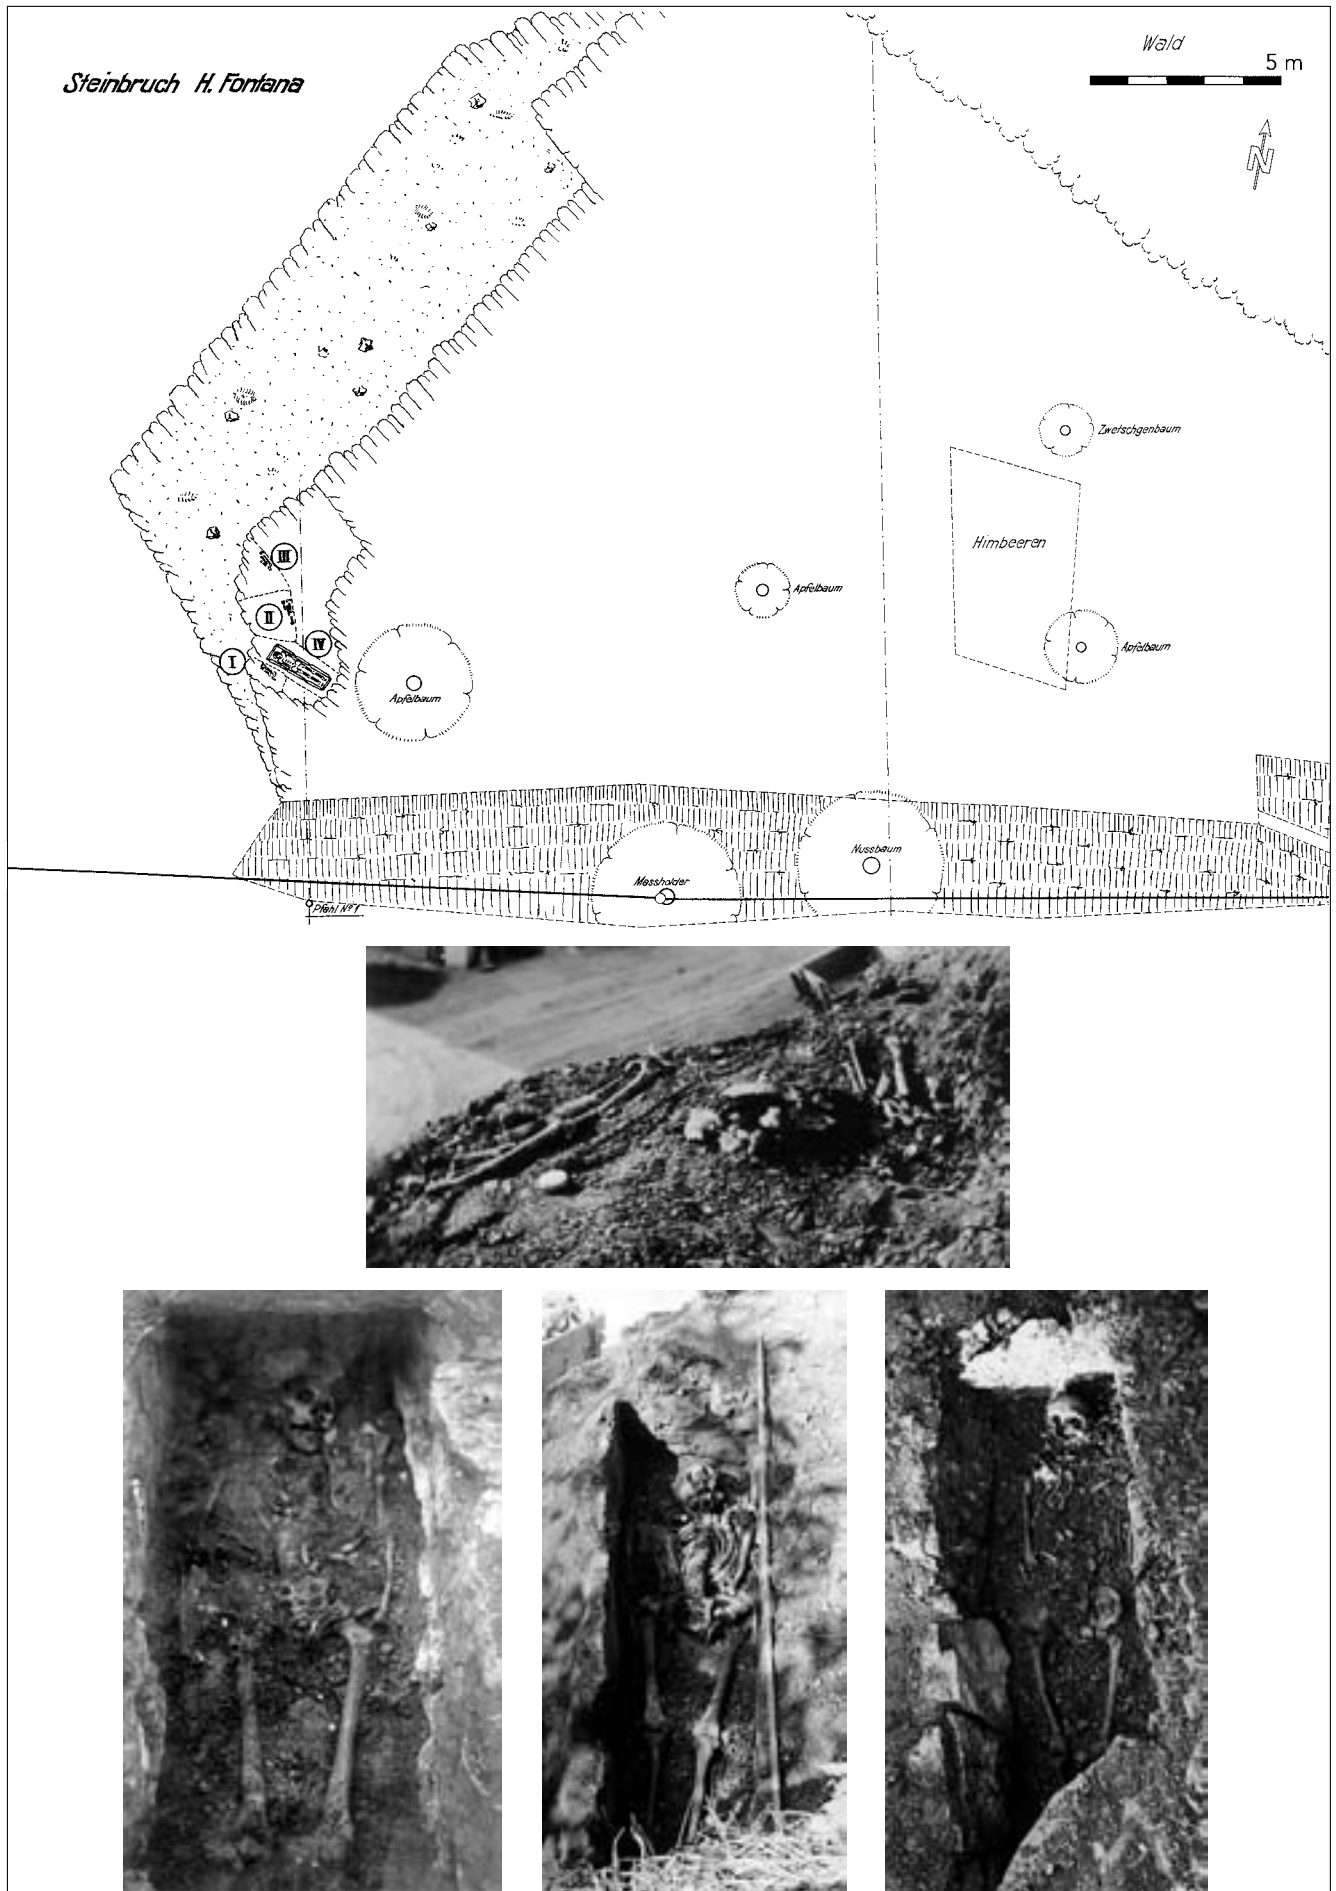 Wald
5 m
Steinbruch H. Fontana
N
Zwetschgenbaum
Himbeeren
III
Apfelbaum
II
IV
I
Apfelbaum
Apfelbaum
Nussbaum
Massholder
Pfahl Nº 1